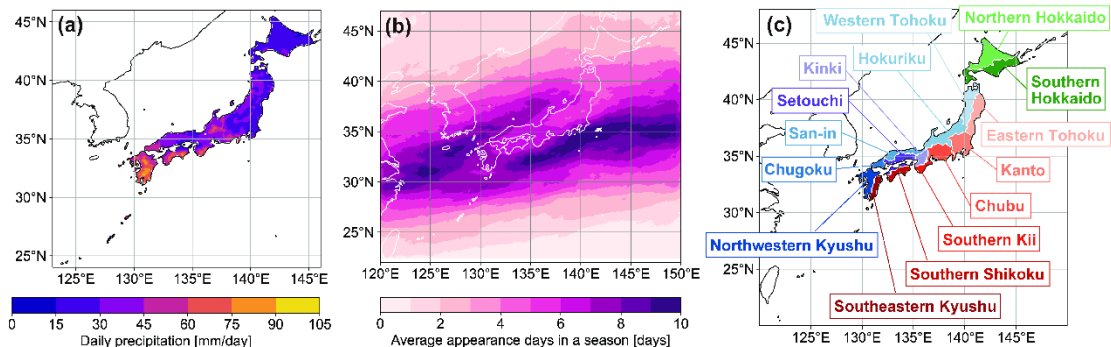 (a)
45°N
40°N
35°N
30°N
25°N
125°E
130°E
135°E
140°E
145°E
0
15
30
45
60
75
90
105
Daily precipitation [mm/day]
(b)
45°N
40°N
35°N
30°N
25°N
120°E
125°E
130°E
135°E
140°E
145°E
150°E
0
2
4
6
8
10
Average appearance days in a season [days]
(c)
Western Tohoku
Northern Hokkaido
Hokuriku
45°N
Kinki
Southern
Hokkaido
40°N
Setouchi
San-in
Eastern Tohoku
35°N
Chugoku
Kanto
Chubu
30°N
Northwestern Kyushu
Southern Kii
25°N
Southern Shikoku
Southeastern Kyushu
125°E
130°E
135°E
140°E
145°E